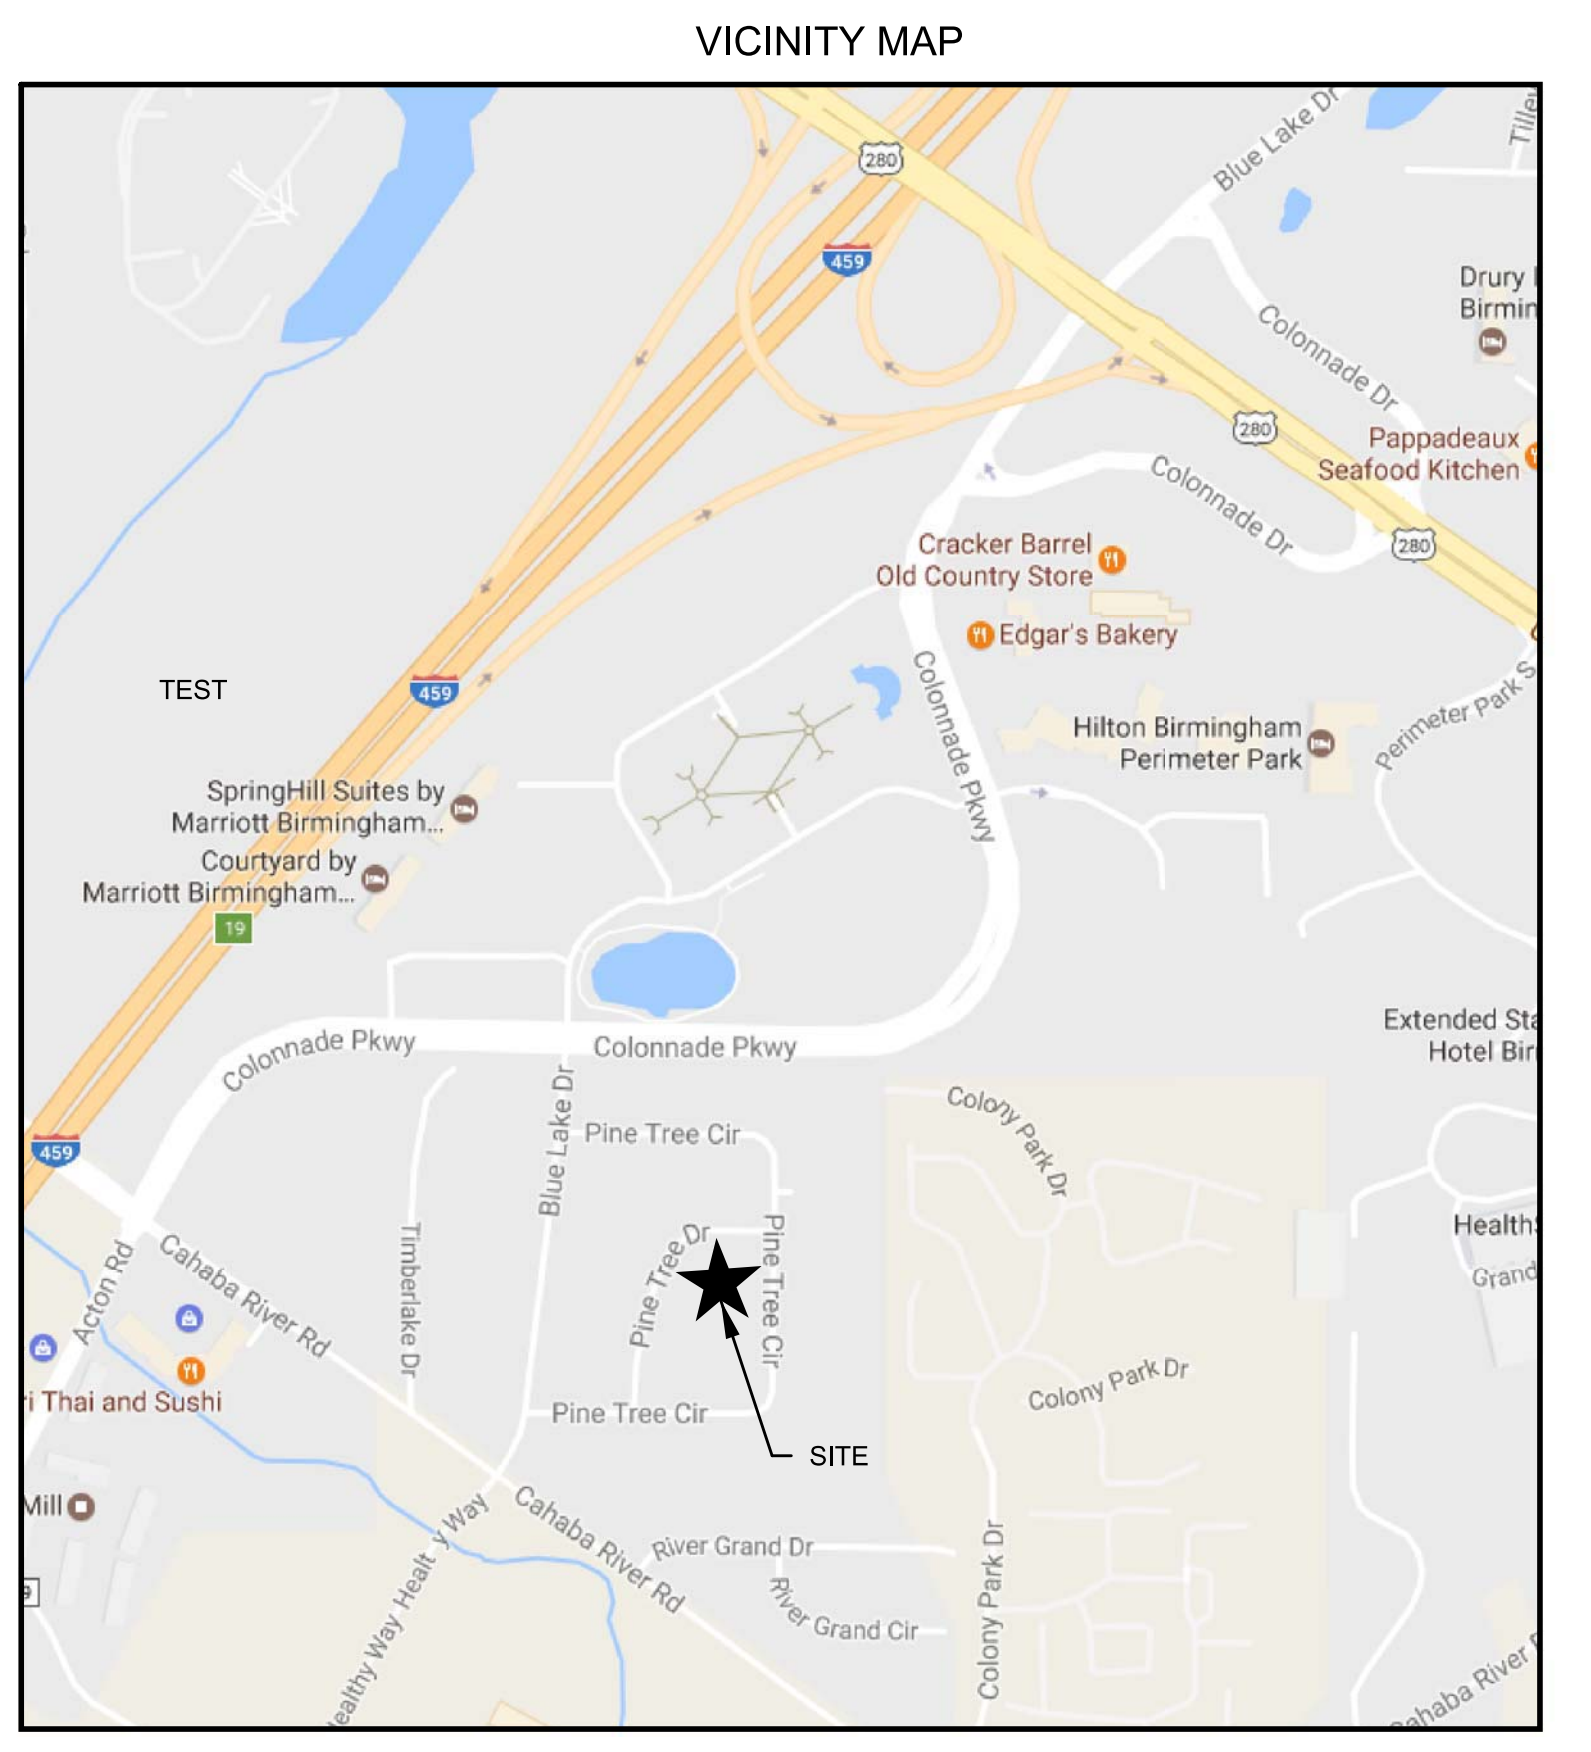 VICINITY MAP
Blue Lake Dr
280
459
Drury
Colonnade Dr
280
Pappadeaux
Seafood Kitchen
Colonnade Dr
280
Cracker Barrel
Old Country Store
Edgar's Bakery
Colonnade Pkwy
Perimeter Park S
TEST
459
Hilton Birmingham
Perimeter Park
SpringHill Suites by
Marriott Birmingham...
Courtyard by
Marriott Birmingham...
19
Extended
Hotel
Colonnade Pkwy
Colonnade Pkwy
Blue Lake Dr
Colony Park Dr
Pine Tree Cir
459
Acton Rd
Cahaba River Rd
Timberlake Dr
Pine Tree Dr
Pine Tree Cir
Health
Grand
Colony Park Dr
i Thai and Sushi
Pine Tree Cir
SITE
Mill
Healt y Way
Way
Cahaba River Rd
River Grand Dr
River Grand Cir
Colony Park Dr
River